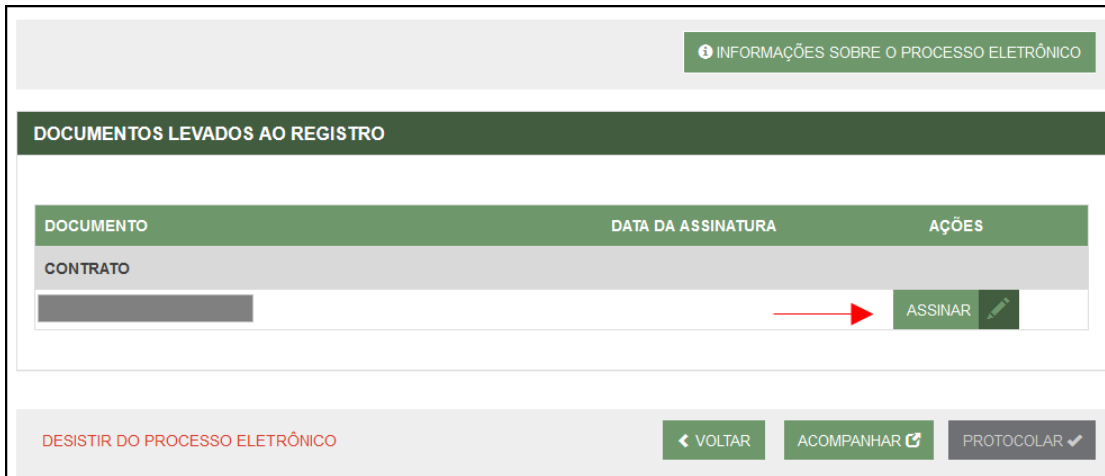 INFORMAÇÕES SOBRE O PROCESSO ELETRÔNICO
DOCUMENTOS LEVADOS AO REGISTRO
DOCUMENTO DATA DA ASSINATURA AÇÕES
CONTRATO
ASSINAR
DESISTIR DO PROCESSO ELETRÔNICO VOLTAR ACOMPANHAR PROTOCOLAR